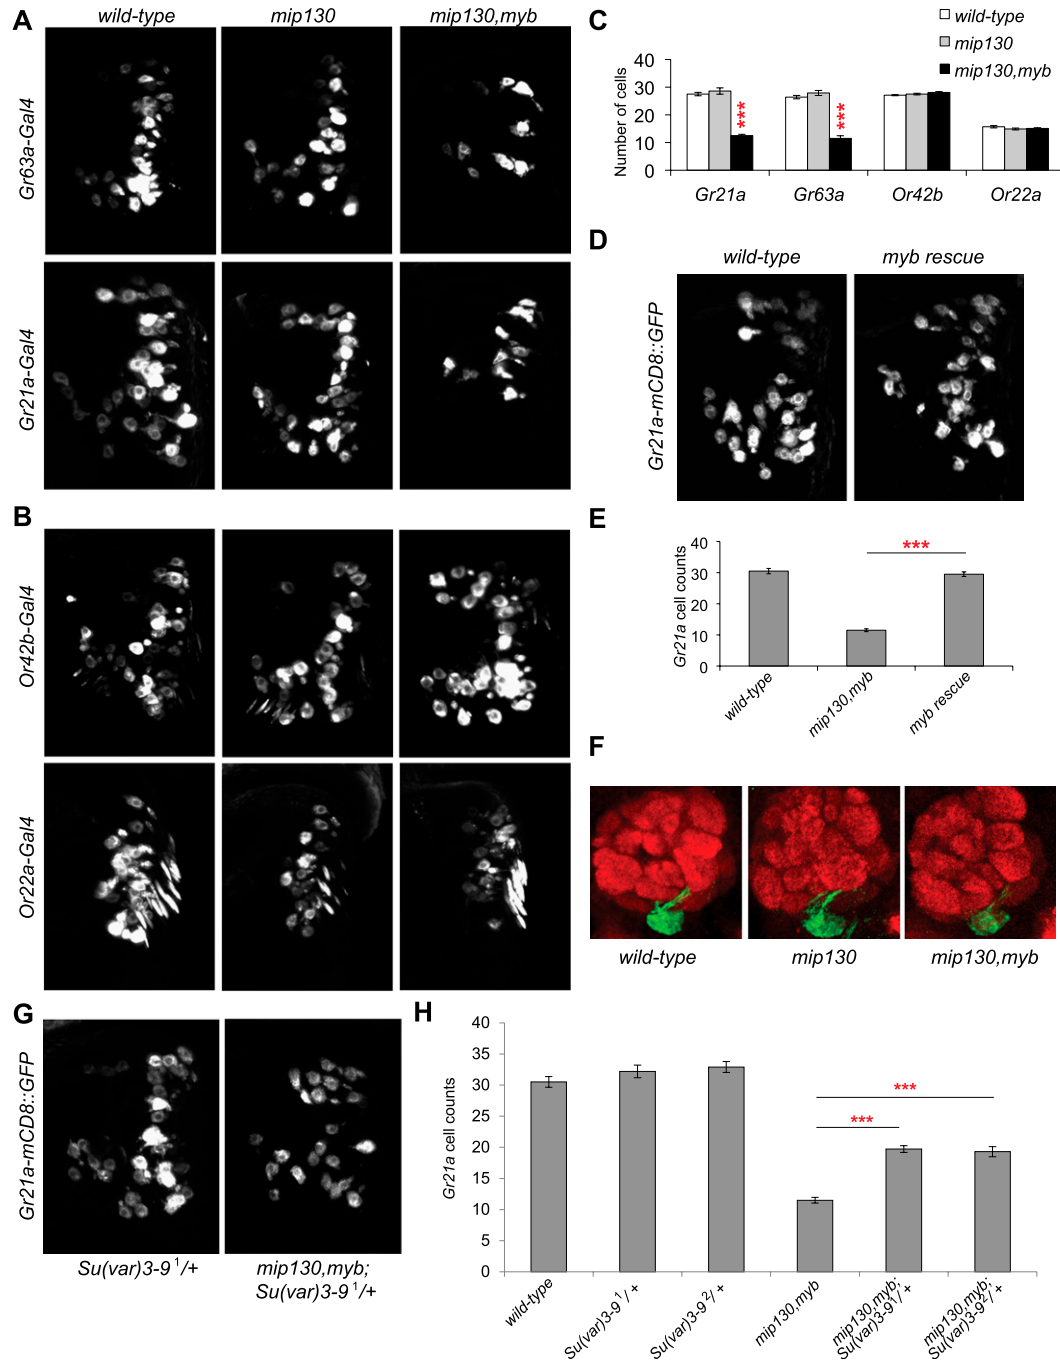 A
wild-type
mip130
mip130,myb
Gr63a-Gal4
Gr21a-Gal4
B
Or42b-Gal4
Or22a-Gal4
C
wild-type
mip130
mip130,myb
Number of cells
40
30
20
10
0
***
***
Gr21a
Gr63a
Or42b
Or22a
D
wild-type
myb rescue
Gr21a-mCD8::GFP
E
Gr21a cell counts
40
30
20
10
0
***
wild-type
mip130,myb
myb rescue
F
wild-type
mip130
mip130,myb
G
Gr21a-mCD8::GFP
Su(var)3-9 1/+
mip130,myb;
Su(var)3-9 1/+
H
Gr21a cell counts
40
35
30
25
20
15
10
5
0
***
***
wild-type
Su(var)3-9 1/+
Su(var)3-9 2/+
mip130,myb
mip130,myb;
Su(var)3-9 1/+
mip130,myb;
Su(var)3-9 2/+